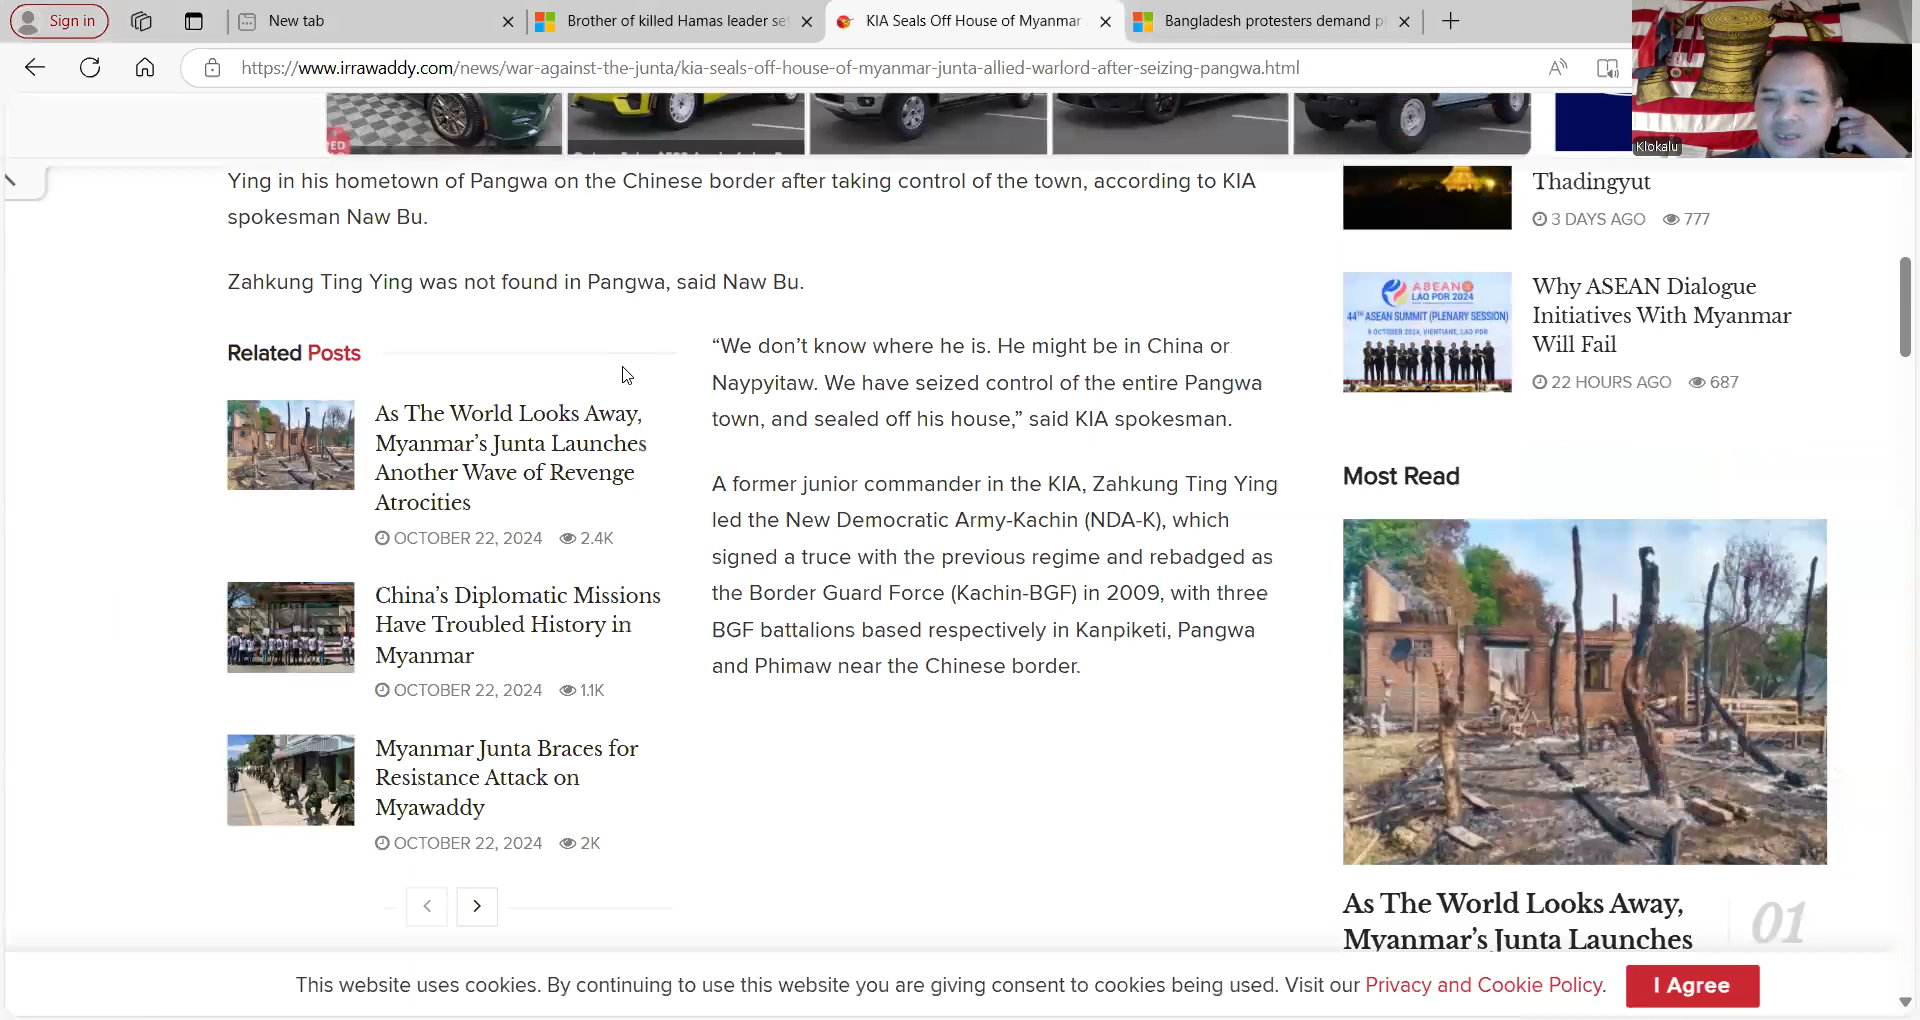 Sign in
New tab
Brother of killed Hamas leader se
KIA Seals Off House of Myanmar
Bangladesh protesters demand p
https://www.irrawaddy.com/news/war-against-the-junta/kia-seals-off-house-of-myanmar-junta-allied-warlord-after-seizing-pangwa.html
Klokalu
Ying in his hometown of Pangwa on the Chinese border after taking control of the town, according to KIA
spokesman Naw Bu.
Zahkung Ting Ying was not found in Pangwa, said Naw Bu.
Related Posts
As The World Looks Away,
Myanmar’s Junta Launches
Another Wave of Revenge
Atrocities
OCTOBER 22, 2024 2.4K
China’s Diplomatic Missions
Have Troubled History in
Myanmar
OCTOBER 22, 2024 1.1K
Myanmar Junta Braces for
Resistance Attack on
Myawaddy
OCTOBER 22, 2024 2K
“We don’t know where he is. He might be in China or
Naypyitaw. We have seized control of the entire Pangwa
town, and sealed off his house,” said KIA spokesman.
A former junior commander in the KIA, Zahkung Ting Ying
led the New Democratic Army-Kachin (NDA-K), which
signed a truce with the previous regime and rebadged as
the Border Guard Force (Kachin-BGF) in 2009, with three
BGF battalions based respectively in Kanpiketi, Pangwa
and Phimaw near the Chinese border.
Thadingyut
3 DAYS AGO 777
ASEAN
LAO PDR 2024
44TH ASEAN SUMMIT (PLENARY SESSION)
9 OCTOBER 2024, VIENTIANE, LAO PDR
Why ASEAN Dialogue
Initiatives With Myanmar
Will Fail
22 HOURS AGO 687
Most Read
As The World Looks Away,
Myanmar’s Junta Launches
01
This website uses cookies. By continuing to use this website you are giving consent to cookies being used. Visit our Privacy and Cookie Policy.
I Agree